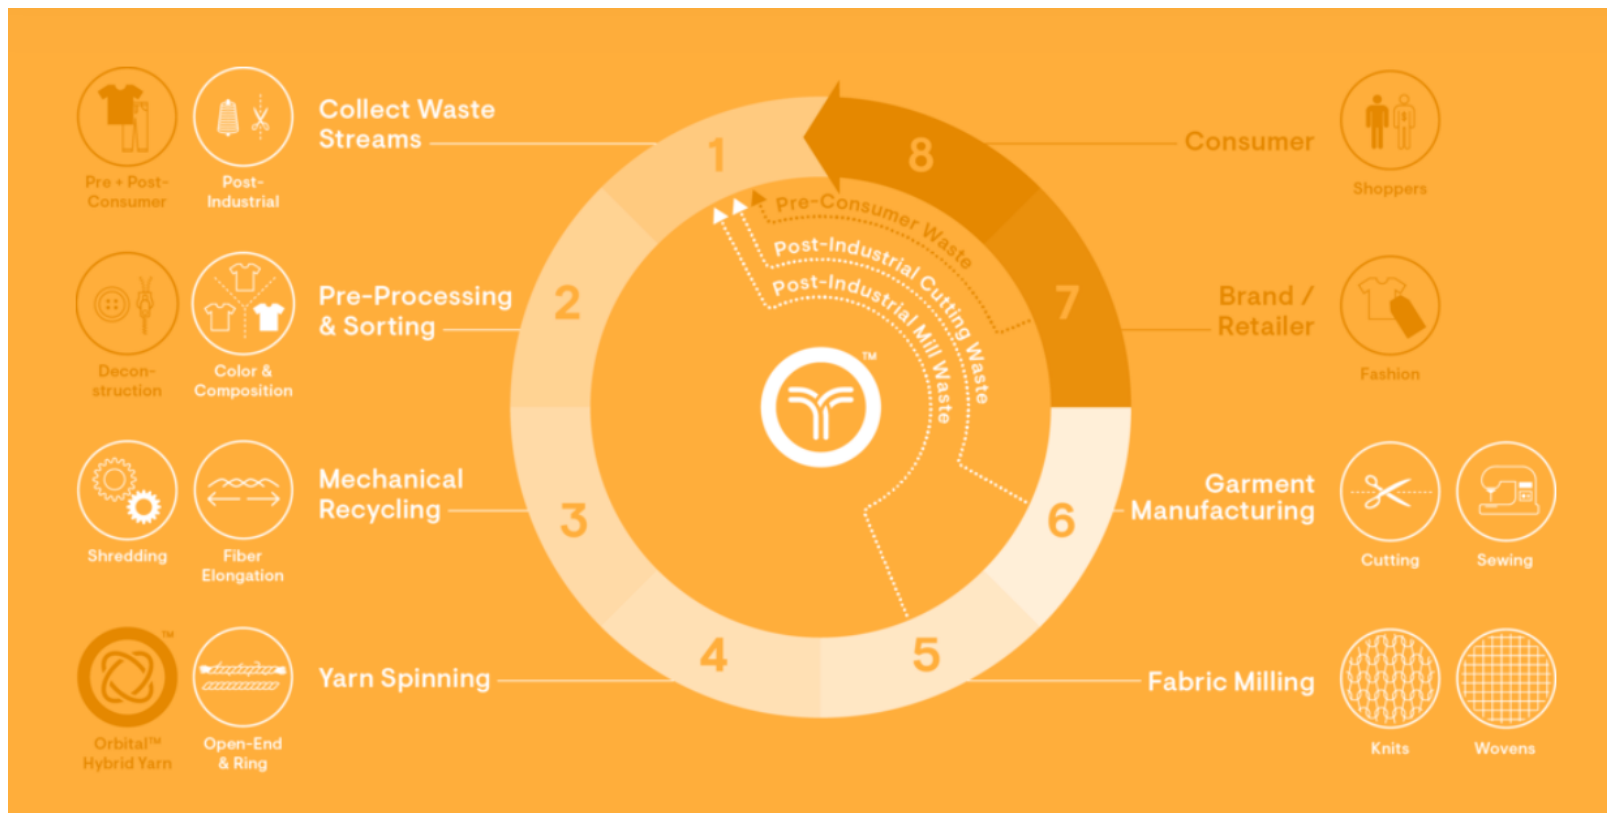 Collect Waste
Streams
Pre + Post-
Consumer
Post-
Industrial
Pre-Processing
& Sorting
Decon-
struction
Color &
Composition
Mechanical
Recycling
Shredding
Fiber
Elongation
Yarn Spinning
TM
Orbital™
Hybrid Yarn
Open-End
& Ring
1
2
3
4
5
6
7
8
Pre-Consumer Waste
Post-Industrial Cutting Waste
Post-Industrial Mill Waste
TM
Consumer
Shoppers
Brand /
Retailer
Fashion
Garment
Manufacturing
Cutting
Sewing
Fabric Milling
Knits
Wovens